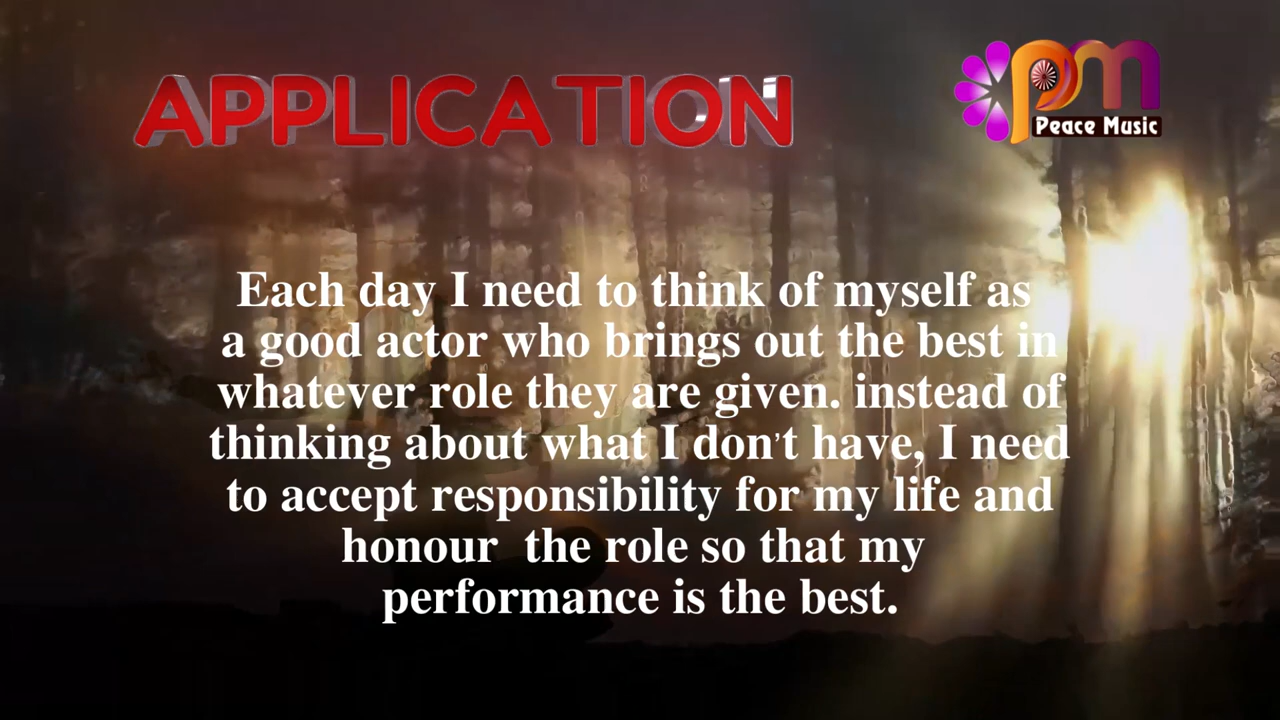 APPLICATION
pm
Peace Music
Each day I need to think of myself as
a good actor who brings out the best in
whatever role they are given. instead of
thinking about what I don't have, I need
to accept responsibility for my life and
honour  the role so that my
performance is the best.